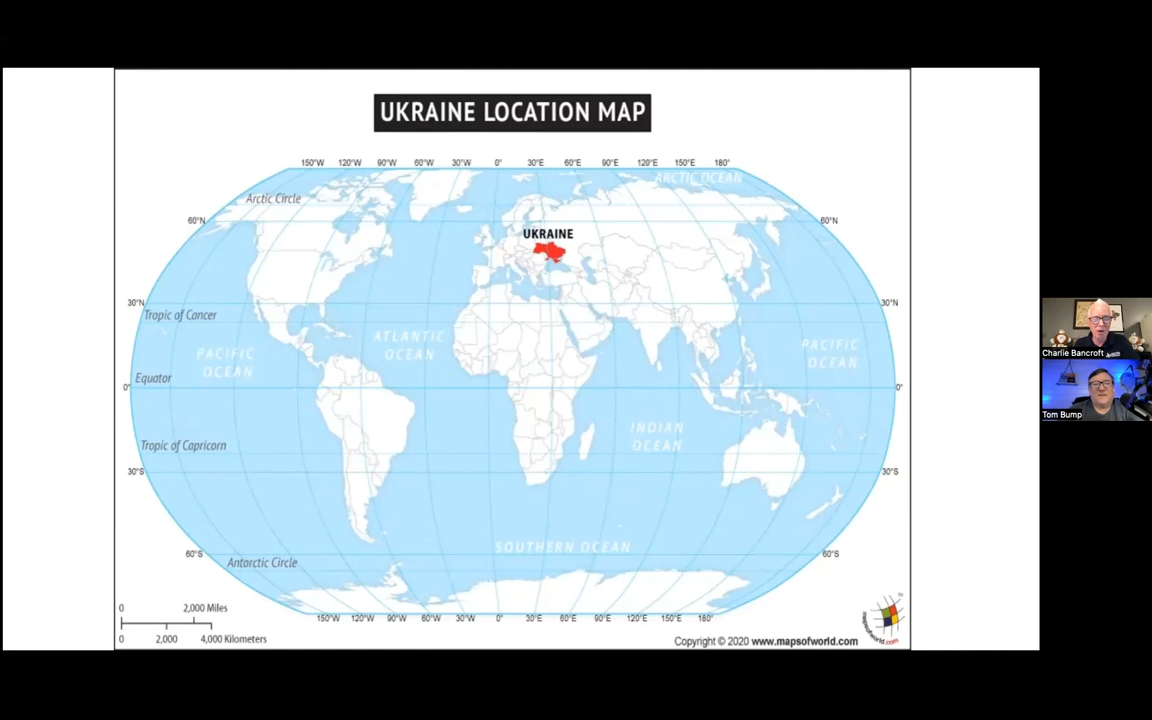 UKRAINE LOCATION MAP
150°W 120°W 90°W 60°W 30°W 0° 30°E 60°E 90°E 120°E 150°E 180°
ARCTIC OCEAN
Arctic Circle
60°N 60°N
UKRAINE
30°N 30°N
Tropic of Cancer
ATLANTIC
OCEAN
PACIFIC
OCEAN
PACIFIC
OCEAN
Equator
0° 0°
INDIAN
OCEAN
Tropic of Capricorn
30°S 30°S
SOUTHERN OCEAN
60°S 60°S
Antarctic Circle
150°W 120°W 90°W 60°W 30°W 0° 30°E 60°E 90°E 120°E 150°E 180°
0 2,000 Miles
0 2,000 4,000 Kilometers
Copyright © 2020 www.mapsofworld.com
mapsofworld.com
Charlie Bancroft
Tom Bump